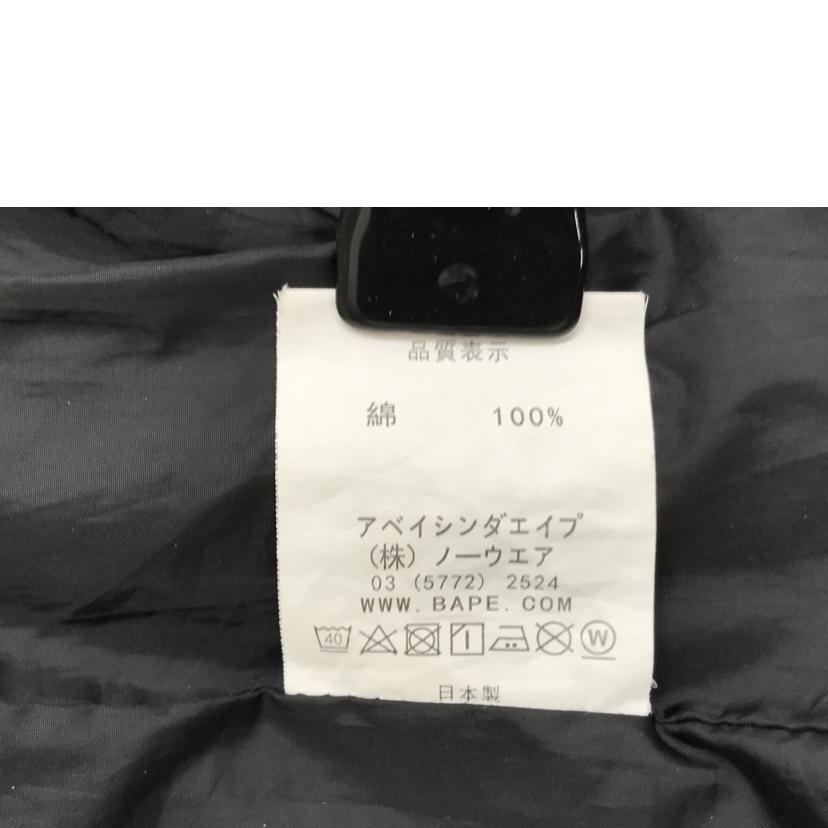 品質表示
綿 100%
アベイシンダエイプ
(株) ノーウエア
03 (5772) 2524
WWW. BAPE. COM
40 W
日本製